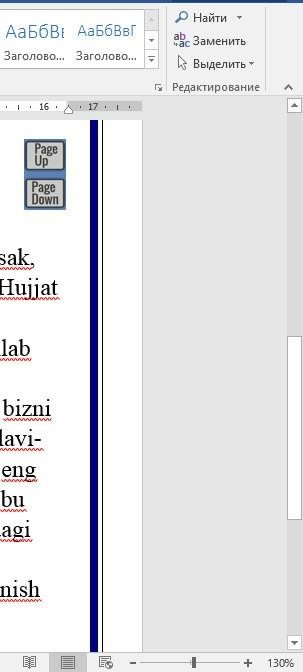 АаБбВı АаБбВвГ
Заголово... Заголово...
Найти
Заменить
Выделить
Редактирование
16 17
Page
Up
Page
Down
sak,
Hujjat
lab
bizni
lavi-
eng
bu
agi
nish
130%